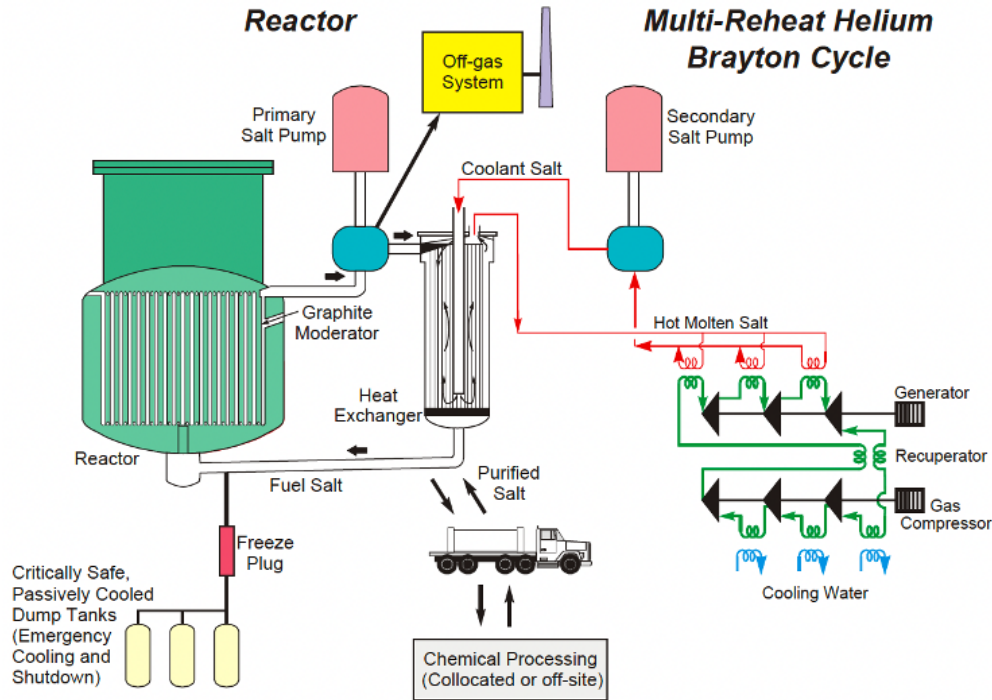 Reactor
Multi-Reheat Helium
Brayton Cycle
Off-gas
System
Primary
Salt Pump
Secondary
Salt Pump
Coolant Salt
Graphite
Moderator
Hot Molten Salt
Heat
Exchanger
Generator
Reactor
Recuperator
Fuel Salt
Purified
Salt
Gas
Compressor
Freeze
Plug
Critically Safe,
Passively Cooled
Dump Tanks
(Emergency
Cooling and
Shutdown)
Cooling Water
Chemical Processing
(Collocated or off-site)